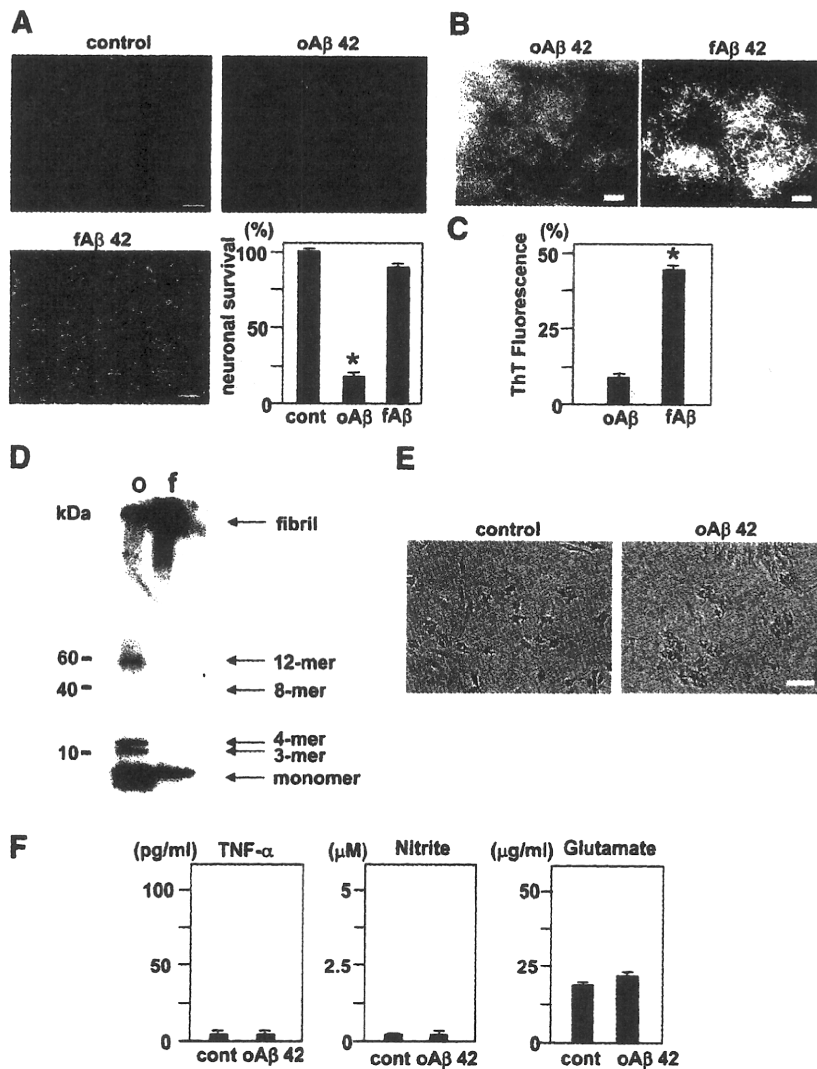 A
control
oAβ 42
fAβ 42
(%)
neuronal survival
100
50
0
*
cont oAβ fAβ
B
oAβ 42
fAβ 42
C
(%)
ThT Fluorescence
50
25
0
*
oAβ fAβ
D
o f
kDa
fibril
60
12-mer
40
8-mer
4-mer
10
3-mer
monomer
E
control
oAβ 42
F
(pg/ml) TNF-α
100
50
0
cont oAβ 42
(μM) Nitrite
5
2.5
0
cont oAβ 42
(μg/ml) Glutamate
50
25
0
cont oAβ 42